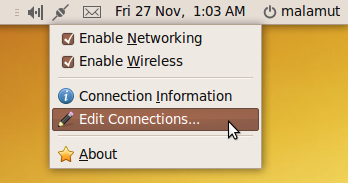 Fri 27 Nov, 1:03 AM malamut
Enable Networking
Enable Wireless
Connection Information
Edit Connections...
About